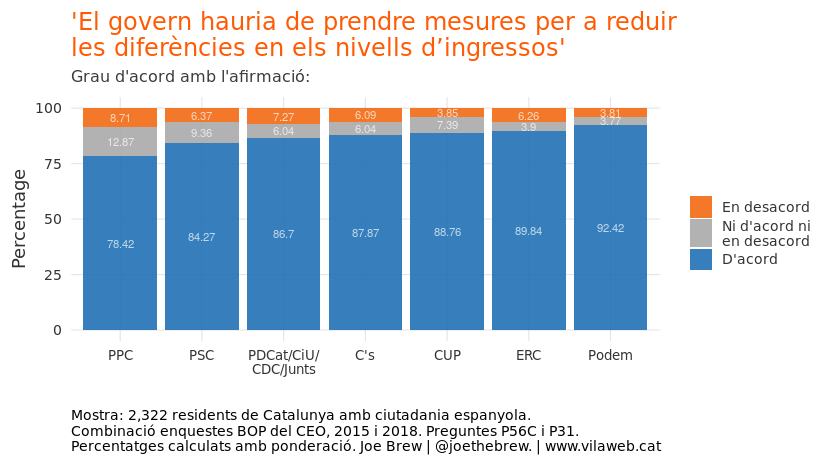 'El govern hauria de prendre mesures per a reduir
les diferències en els nivells d’ingressos'
Grau d'acord amb l'afirmació:
Percentage
100
75
50
25
0
8.71
12.87
78.42
6.37
9.36
84.27
7.27
6.04
86.7
6.09
6.04
87.87
3.85
7.39
88.76
6.26
3.9
89.84
3.81
3.77
92.42
PPC
PSC
PDCat/CiU/
CDC/Junts
C's
CUP
ERC
Podem
En desacord
Ni d'acord ni
en desacord
D'acord
Mostra: 2,322 residents de Catalunya amb ciutadania espanyola.
Combinació enquestes BOP del CEO, 2015 i 2018. Preguntes P56C i P31.
Percentatges calculats amb ponderació. Joe Brew | @joethebrew. | www.vilaweb.cat